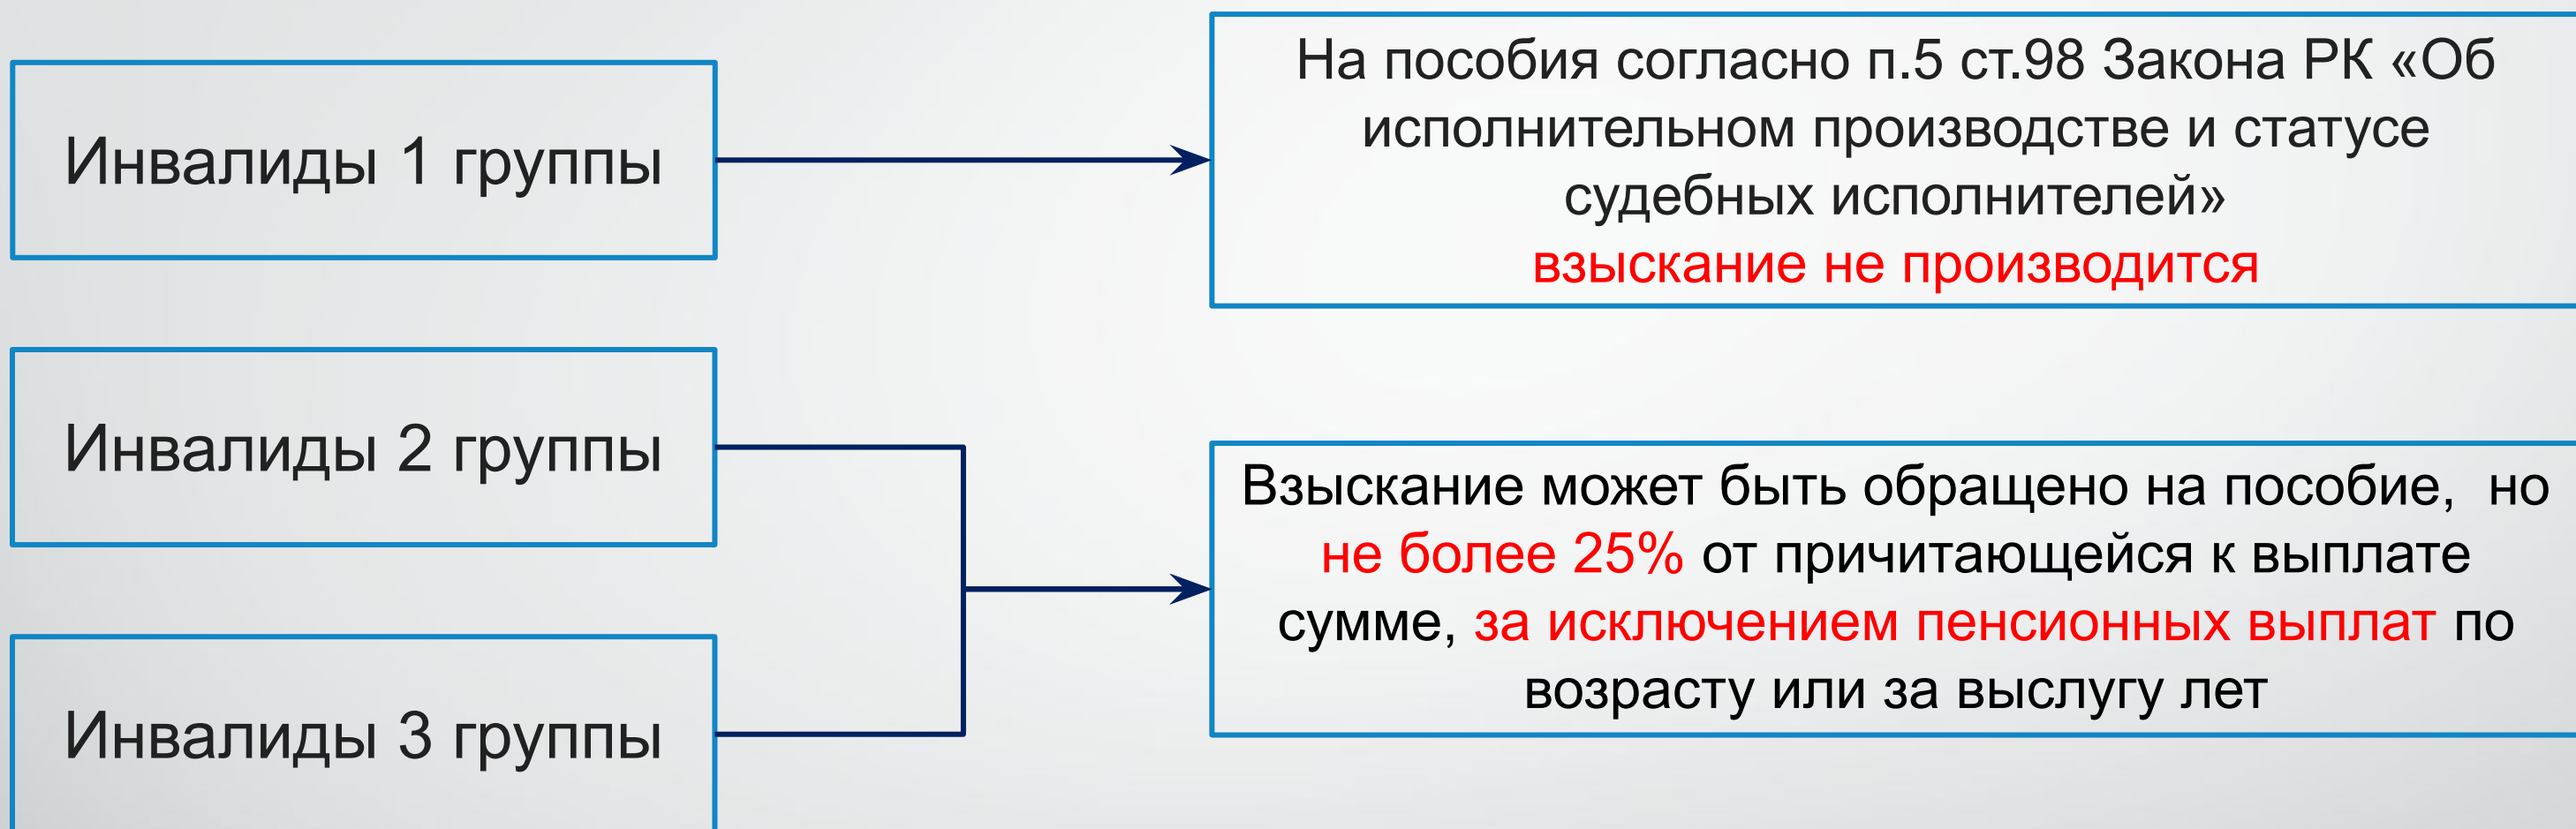 Инвалиды 1 группы
На пособия согласно п.5 ст.98 Закона РК «Об
исполнительном производстве и статусе
судебных исполнителей»
взыскание не производится
Инвалиды 2 группы
Инвалиды 3 группы
Взыскание может быть обращено на пособие,  но
не более 25% от причитающейся к выплате
сумме, за исключением пенсионных выплат по
возрасту или за выслугу лет